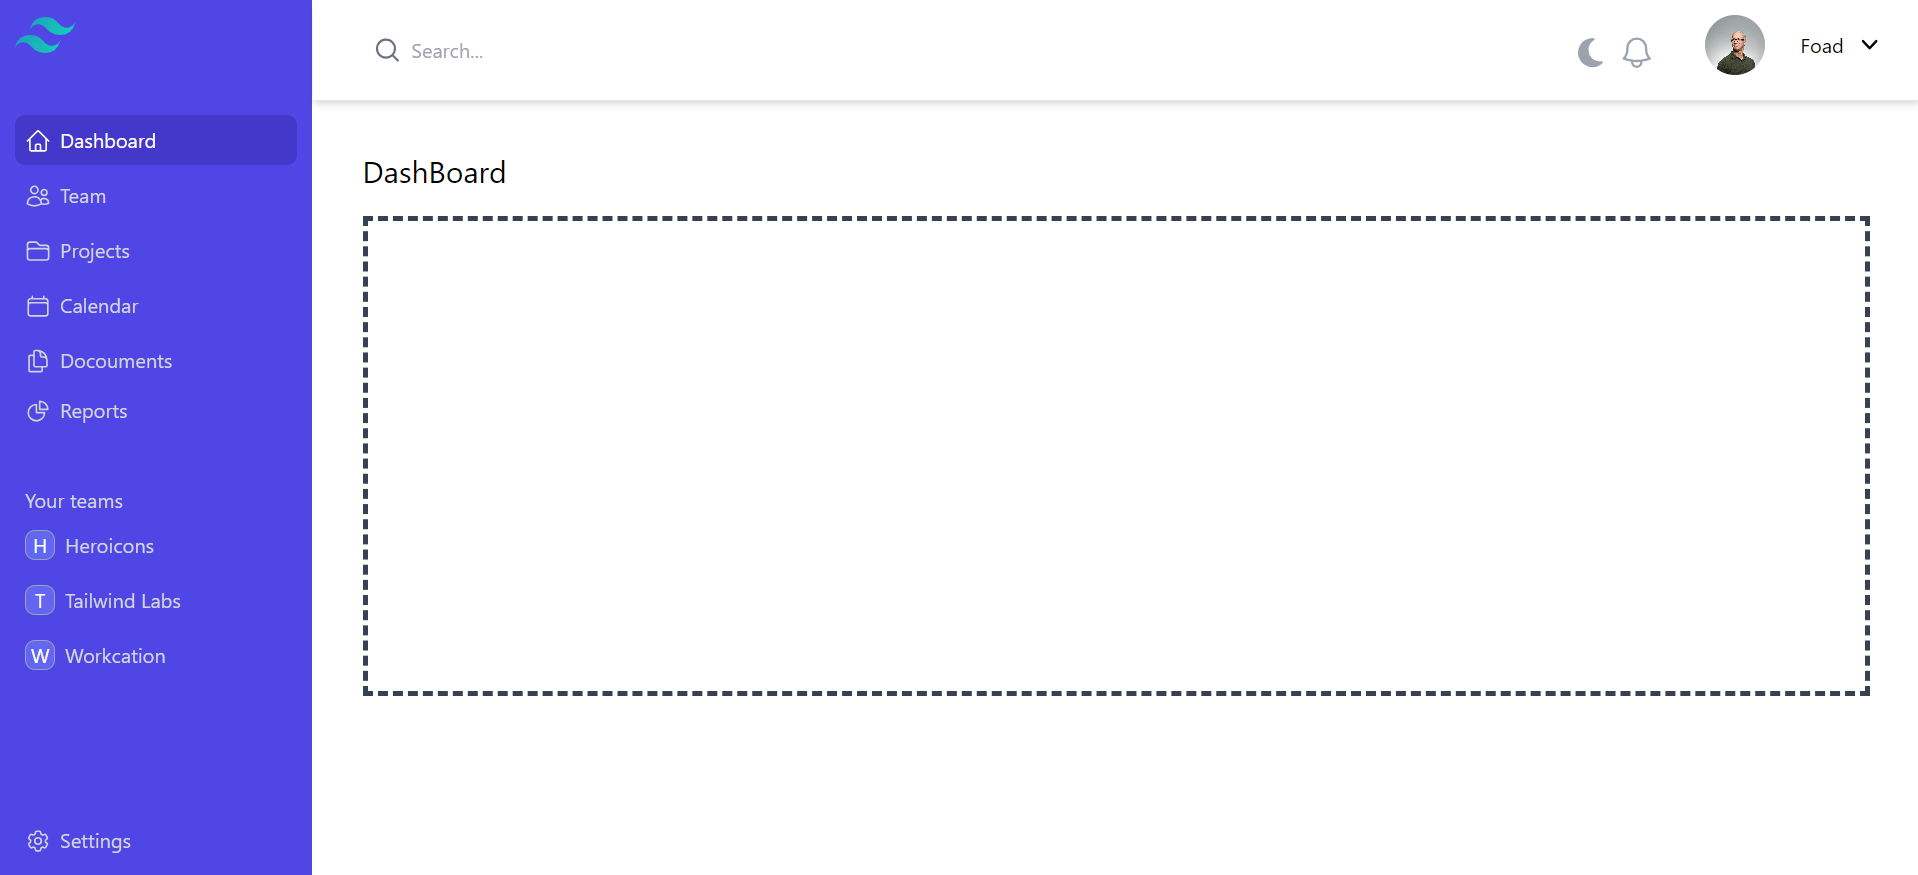 Search...
Foad
Dashboard
Team
Projects
Calendar
Docouments
Reports
Your teams
H Heroicons
T Tailwind Labs
W Workcation
Settings
DashBoard